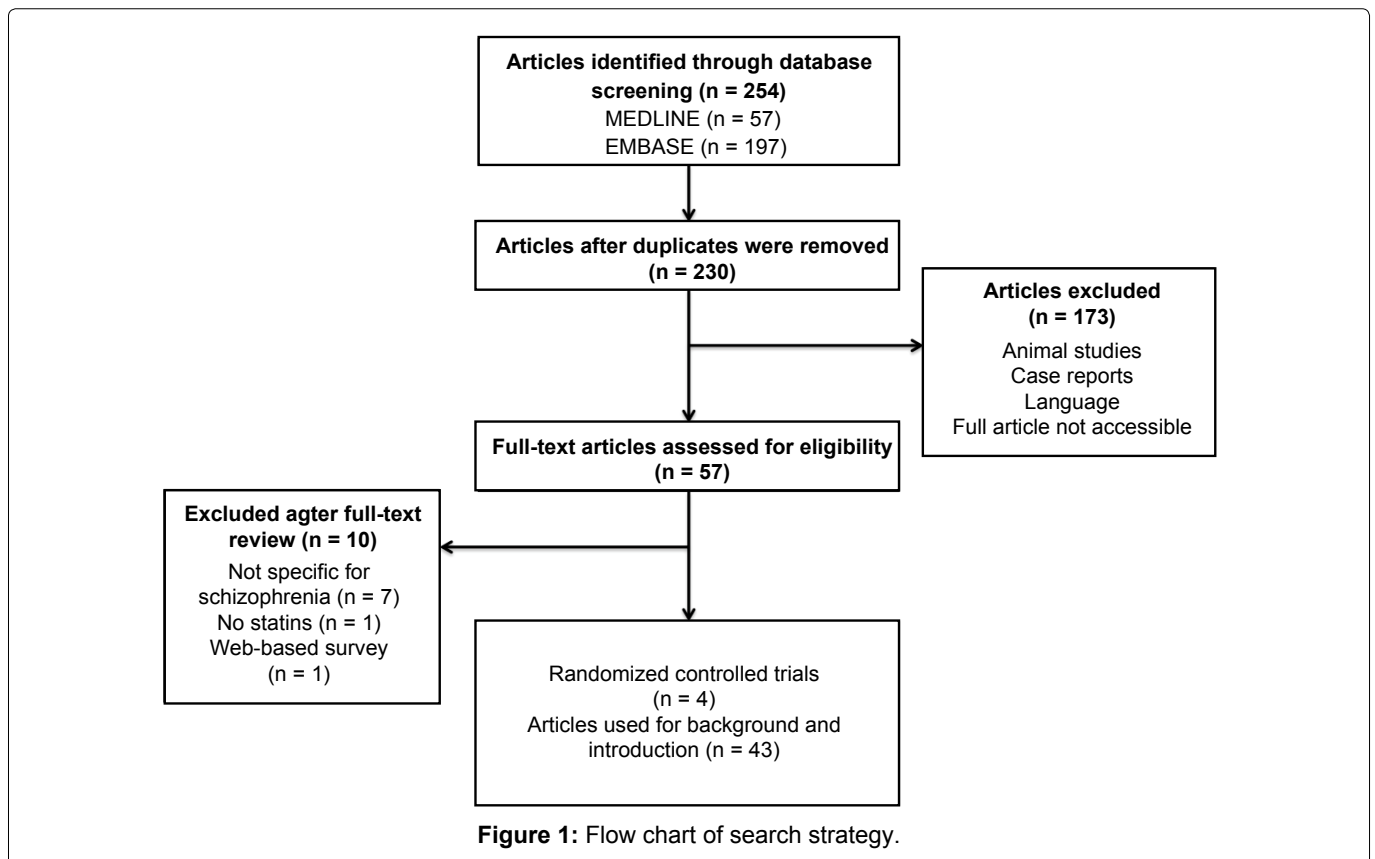 Articles identified through database
screening (n = 254)
MEDLINE (n = 57)
EMBASE (n = 197)
Articles after duplicates were removed
(n = 230)
Articles excluded
(n = 173)
Animal studies
Case reports
Language
Full article not accessible
Full-text articles assessed for eligibility
(n = 57)
Excluded agter full-text
review (n = 10)
Not specific for
schizophrenia (n = 7)
No statins (n = 1)
Web-based survey
(n = 1)
Randomized controlled trials
(n = 4)
Articles used for background and
introduction (n = 43)
Figure 1: Flow chart of search strategy.